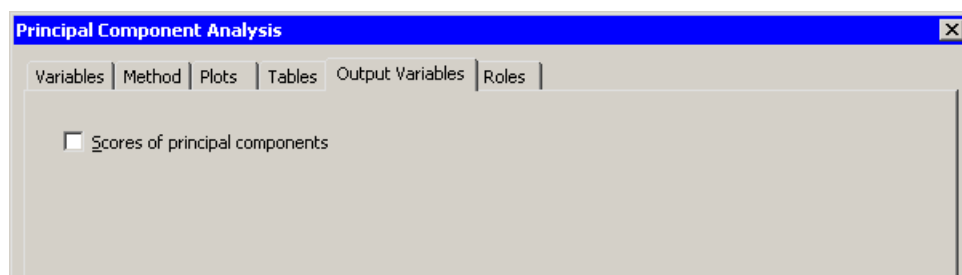 Principal Component Analysis
Variables Method Plots Tables Output Variables Roles
Scores of principal components